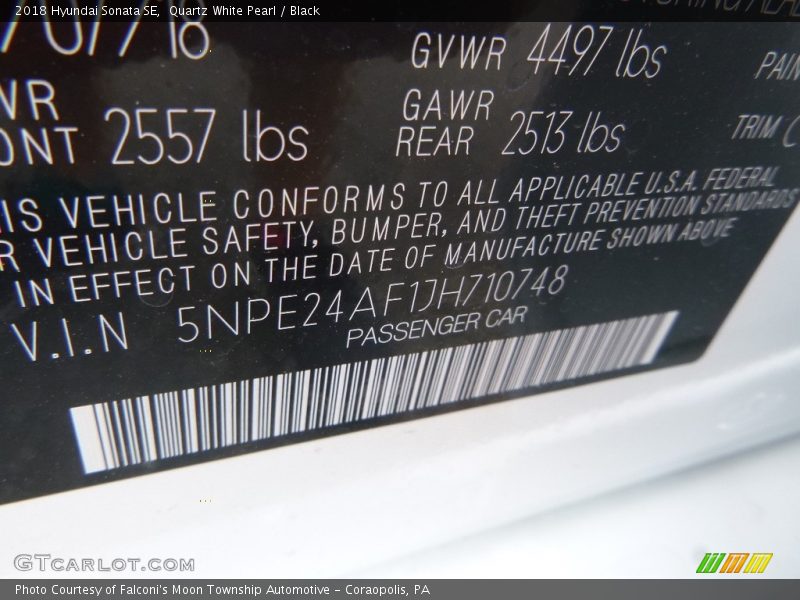 2018 Hyundai Sonata SE, Quartz White Pearl / Black
GVWR 4497 lbs
GAWR
REAR 2513 lbs
2557 lbs
TRIM
VEHICLE CONFORMS TO ALL APPLICABLE U.S.A. FEDERAL
VEHICLE SAFETY, BUMPER, AND THEFT PREVENTION STANDARDS
IN EFFECT ON THE DATE OF MANUFACTURE SHOWN ABOVE
V.I.N 5NPE24AF1JH710748
PASSENGER CAR
GTCARLOT.COM
Photo Courtesy of Falconi's Moon Township Automotive - Coraopolis, PA